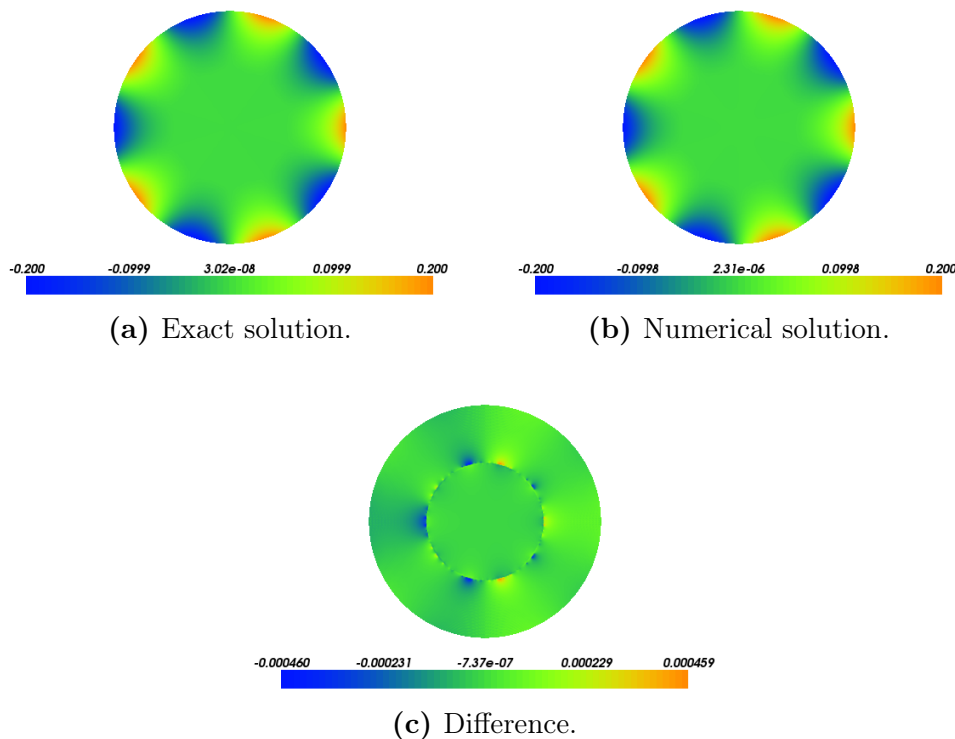 -0.200 -0.0999 3.02e-08 0.0999 0.200
(a) Exact solution.
-0.200 -0.0998 2.31e-06 0.0998 0.200
(b) Numerical solution.
-0.000460 -0.000231 -7.37e-07 0.000229 0.000459
(c) Difference.